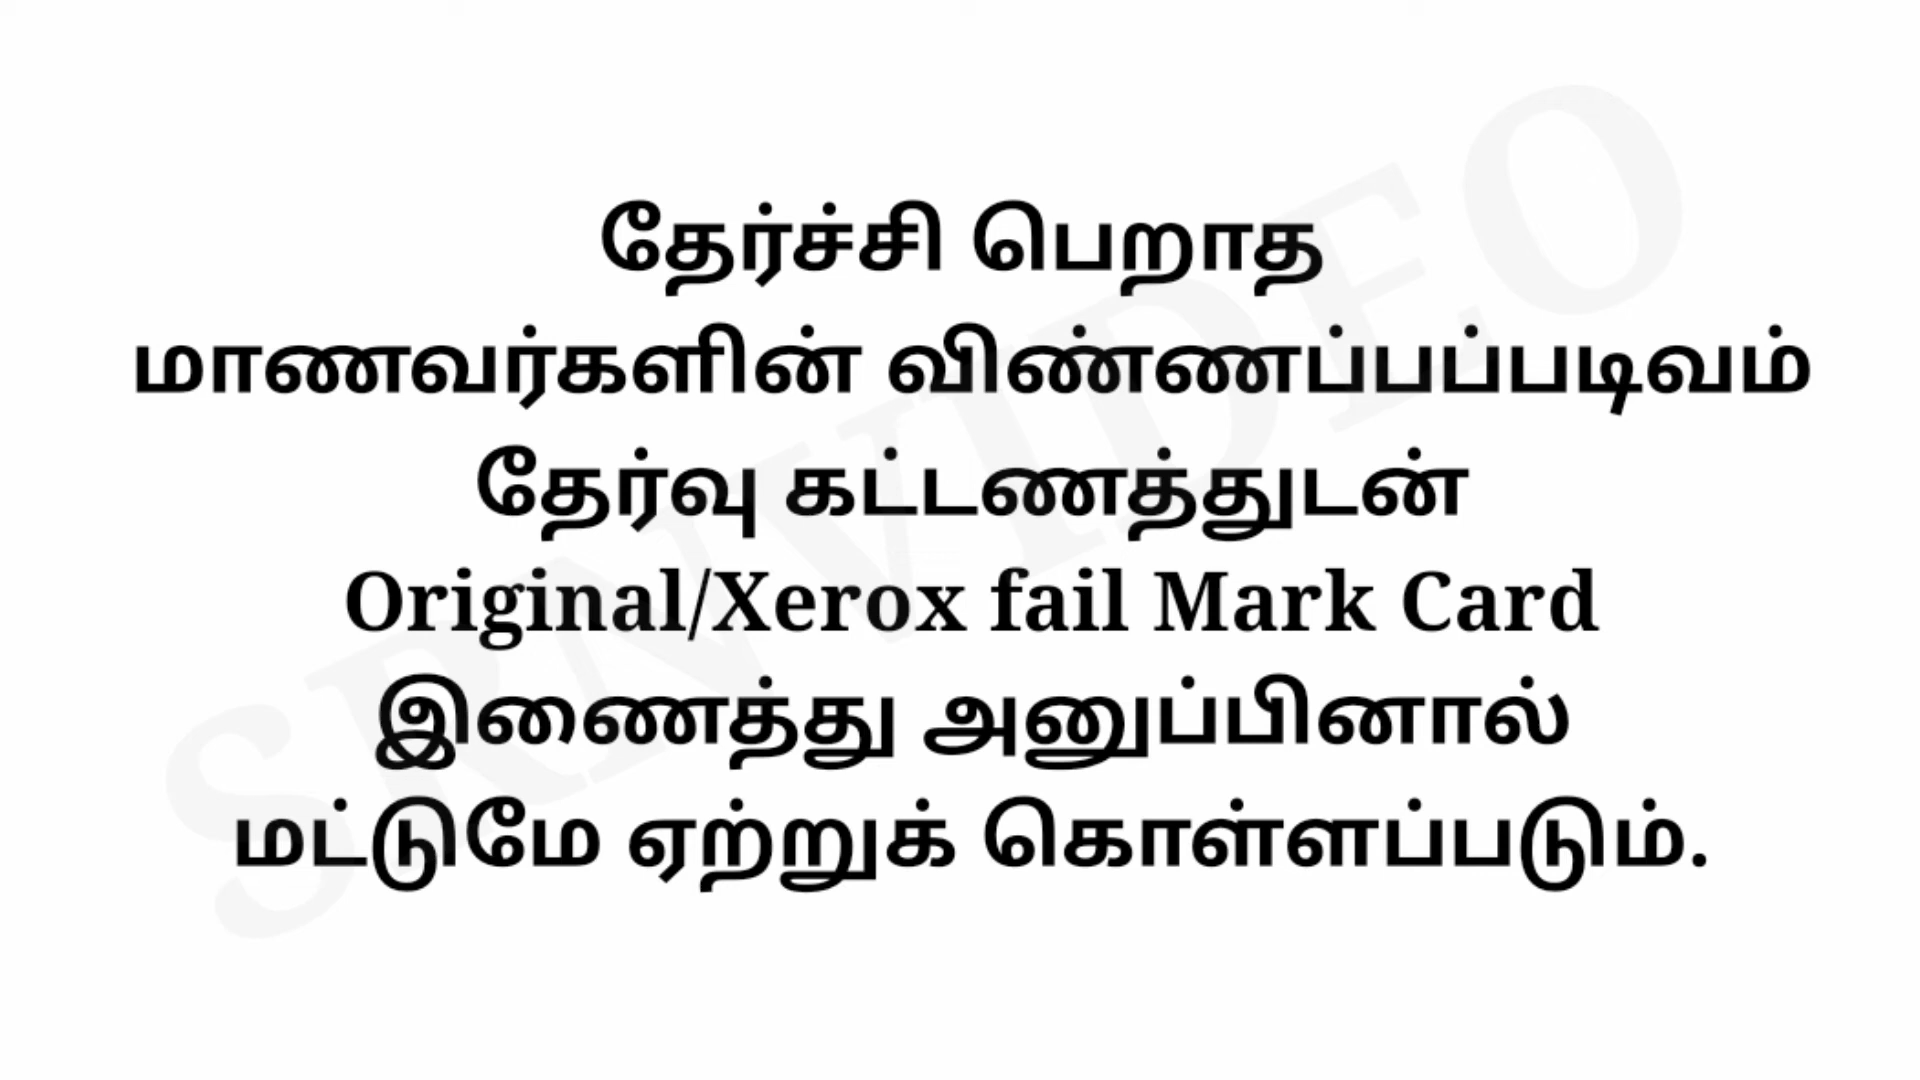 தேர்ச்சி பெறாத
மாணவர்களின் விண்ணப்பப்படிவம்
தேர்வு கட்டணத்துடன்
Original/Xerox fail Mark Card
இணைத்து அனுப்பினால்
மட்டுமே ஏற்றுக் கொள்ளப்படும்.
SRNVIDEO